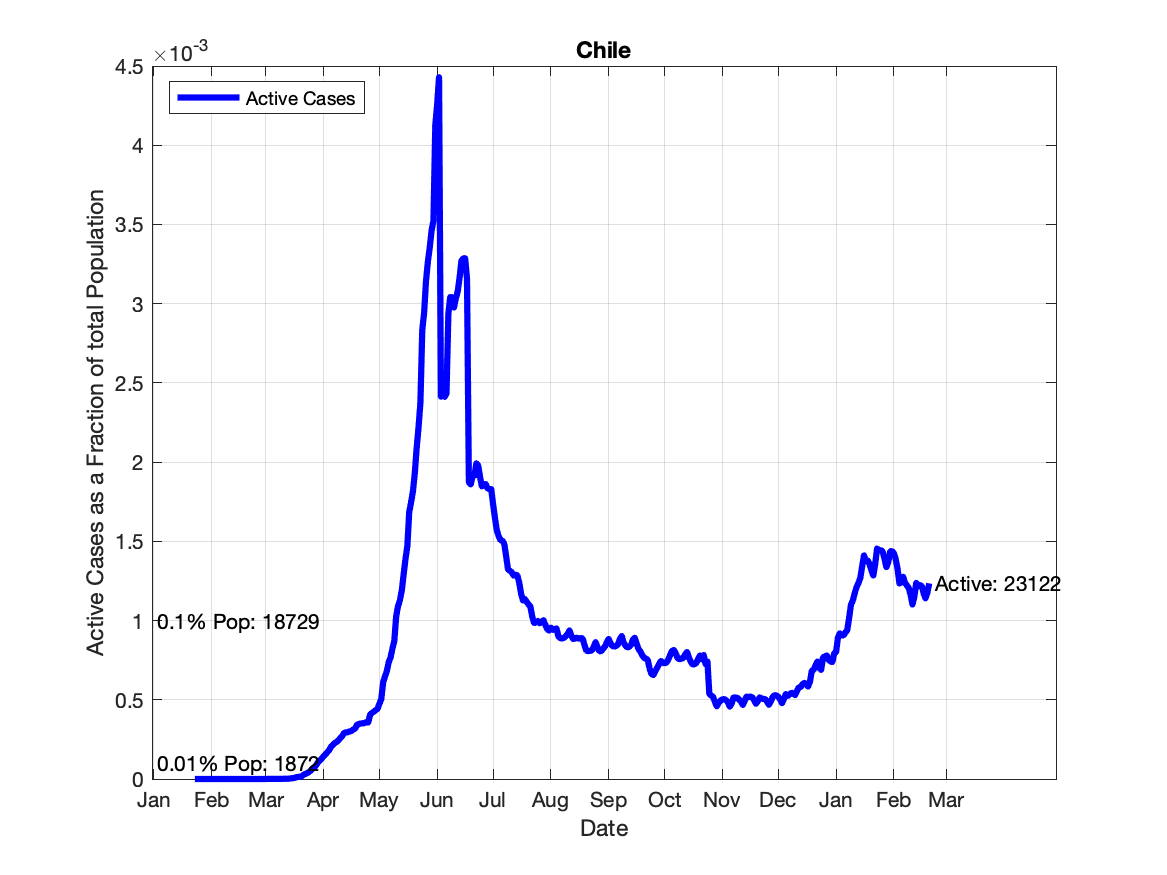 Chile
×10-3
4.5
4
3.5
3
2.5
2
1.5
1
0.5
0
Active Cases as a Fraction of total Population
Active Cases
0.1% Pop: 18729
0.01% Pop: 1872
Active: 23122
Jan Feb Mar Apr May Jun Jul Aug Sep Oct Nov Dec Jan Feb Mar
Date